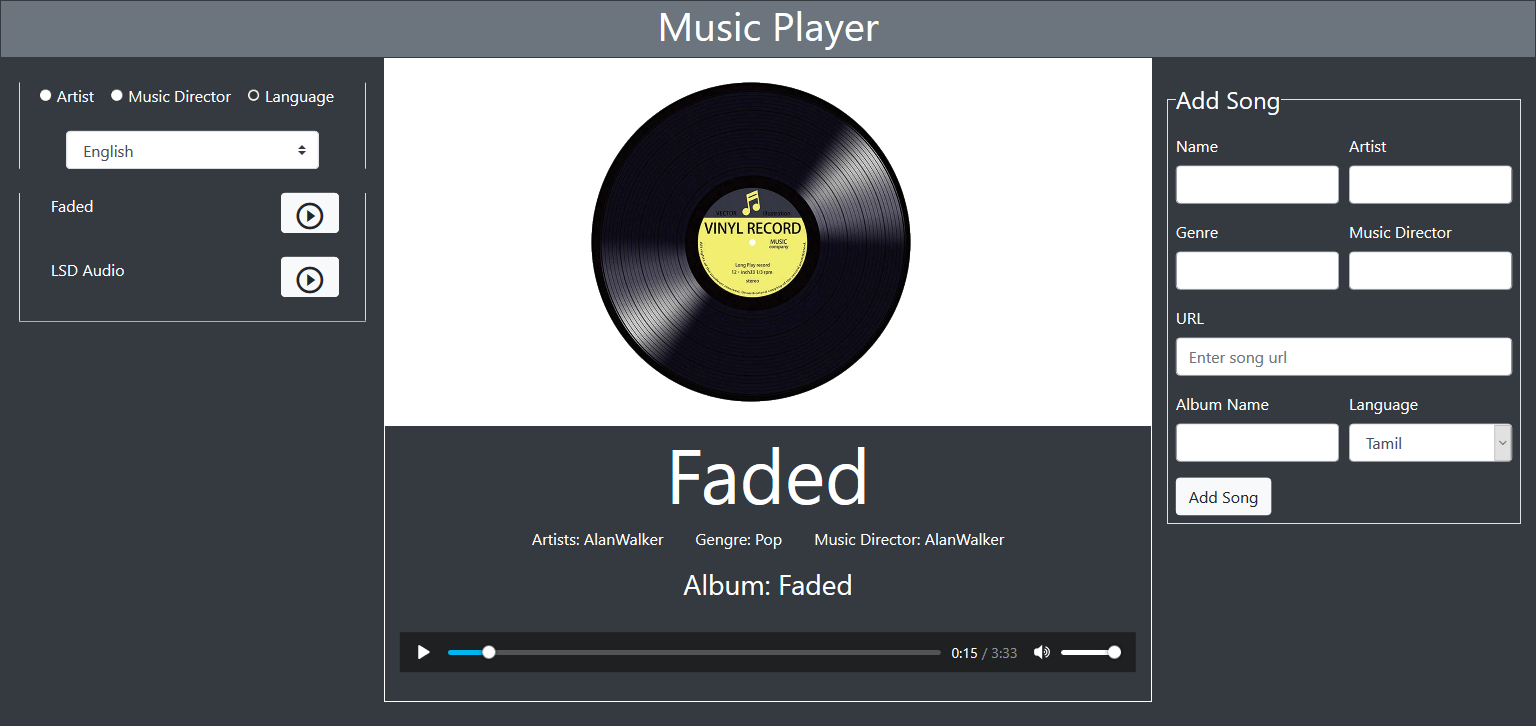 Music Player
Artist Music Director Language
English
Faded
LSD Audio
VECTOR illustration
VINYL RECORD
MUSIC
company
Long Play record
12 - inch33 1/3 rpm
stereo
Faded
Artists: AlanWalker Gengre: Pop Music Director: AlanWalker
Album: Faded
0:15 / 3:33
Add Song
Name Artist
Genre Music Director
URL
Enter song url
Album Name Language
Tamil
Add Song